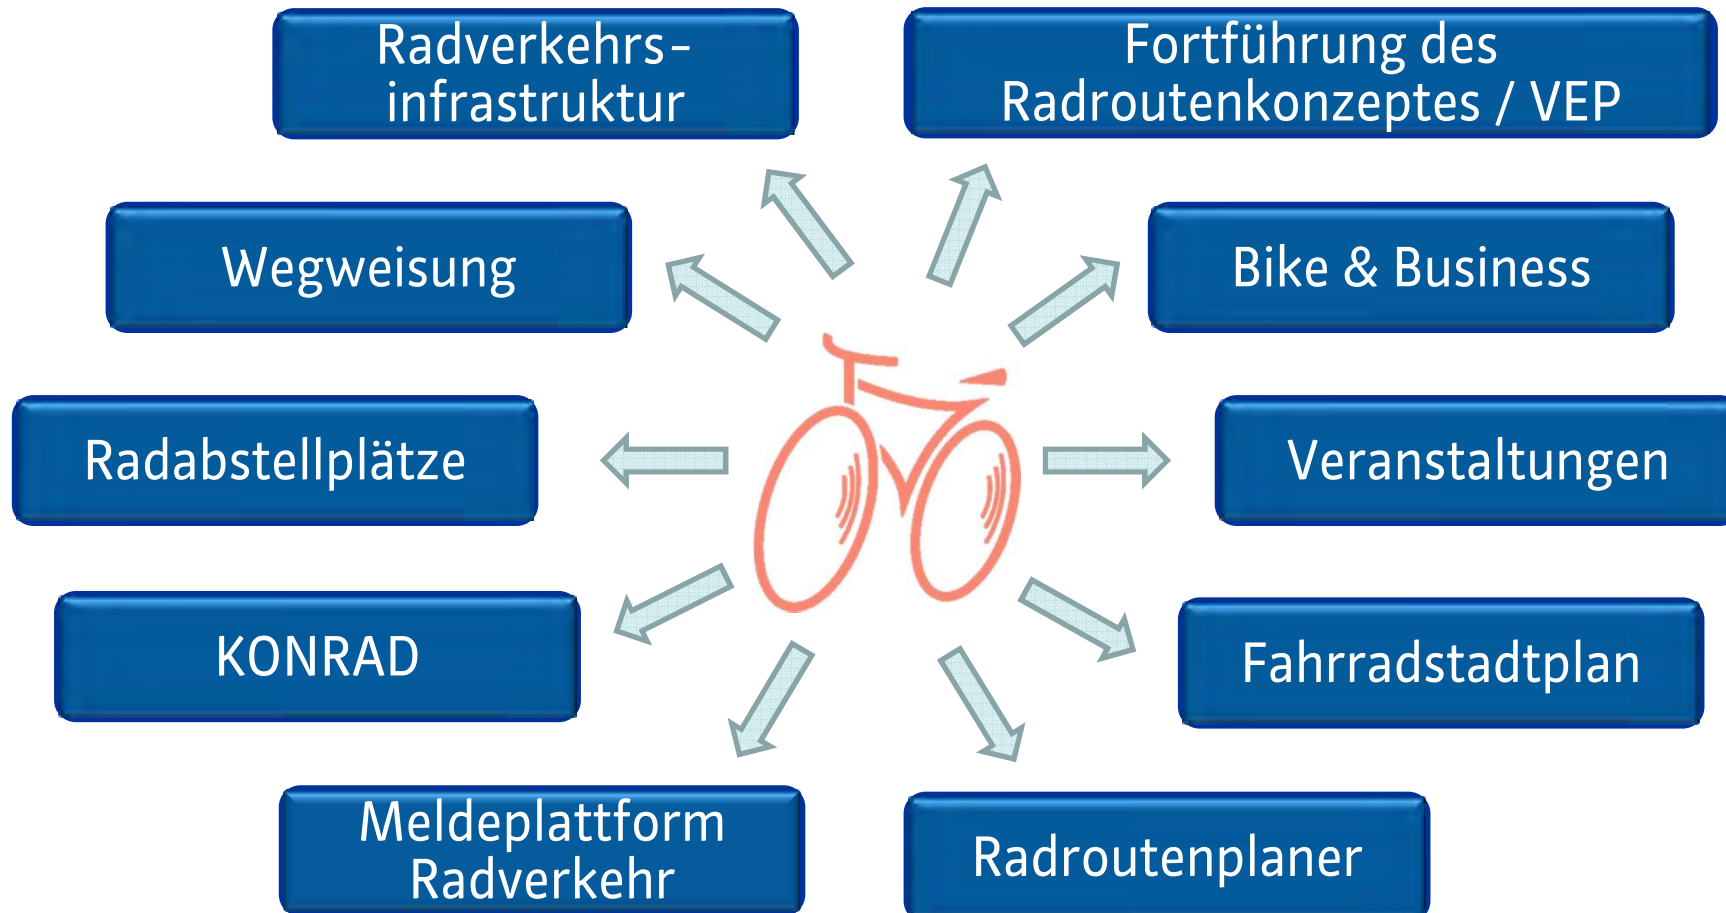 Radverkehrs-
infrastruktur
Fortführung des
Radroutenkonzeptes / VEP
Wegweisung
Bike & Business
Radabstellplätze
Veranstaltungen
KONRAD
Fahrradstadtplan
Meldeplattform
Radverkehr
Radroutenplaner